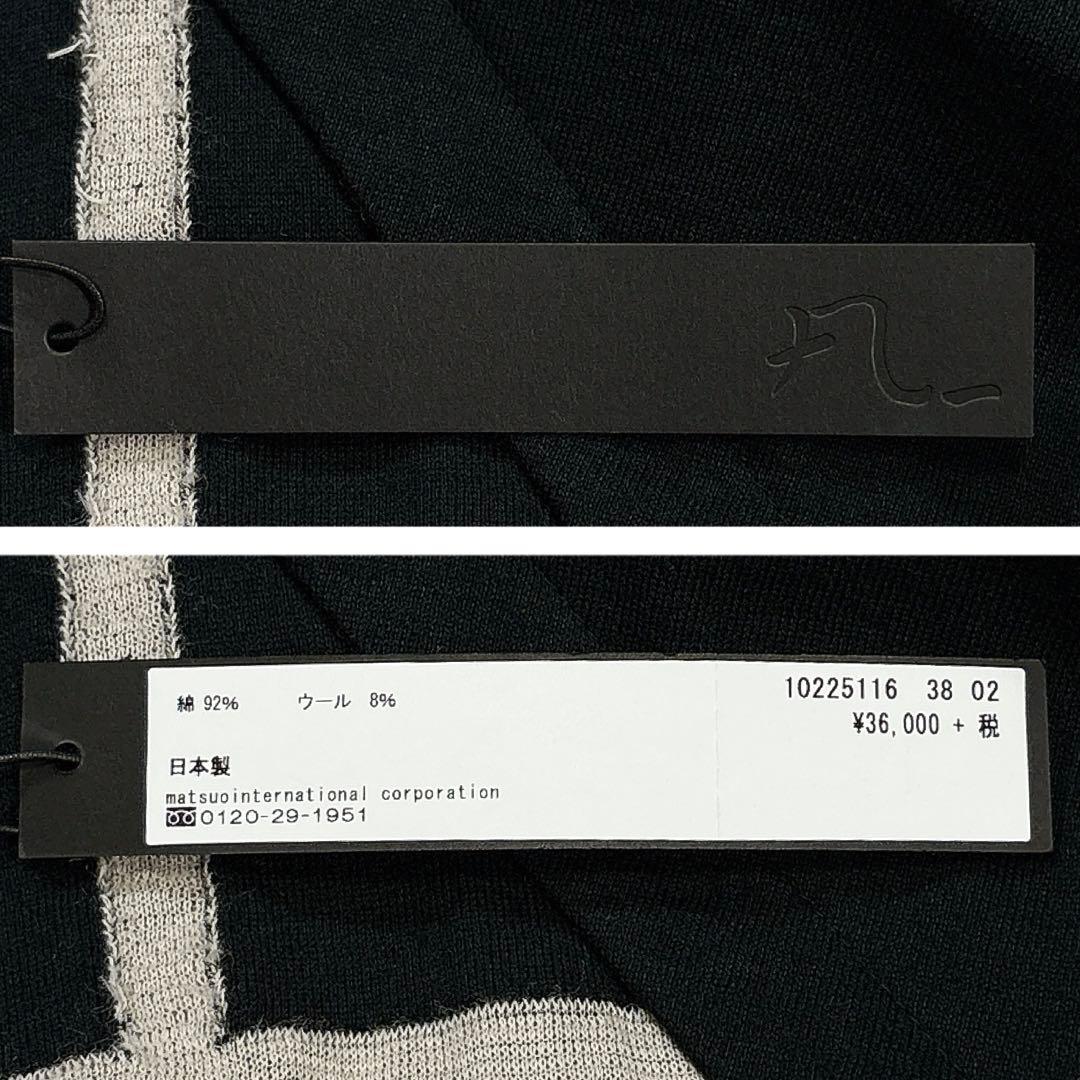 綿 92% ウール 8%
10225116 38 02
¥36,000 + 税
日本製
matsuointernational corporation
0120-29-1951